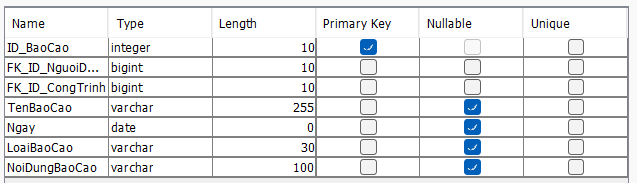 Name Type Length Primary Key Nullable Unique
ID_BaoCao integer 10
FK_ID_NguoiD... bigint 10
FK_ID_CongTrinh bigint 10
TenBaoCao varchar 255
Ngay date 0
LoaiBaoCao varchar 30
NoiDungBaoCao varchar 100